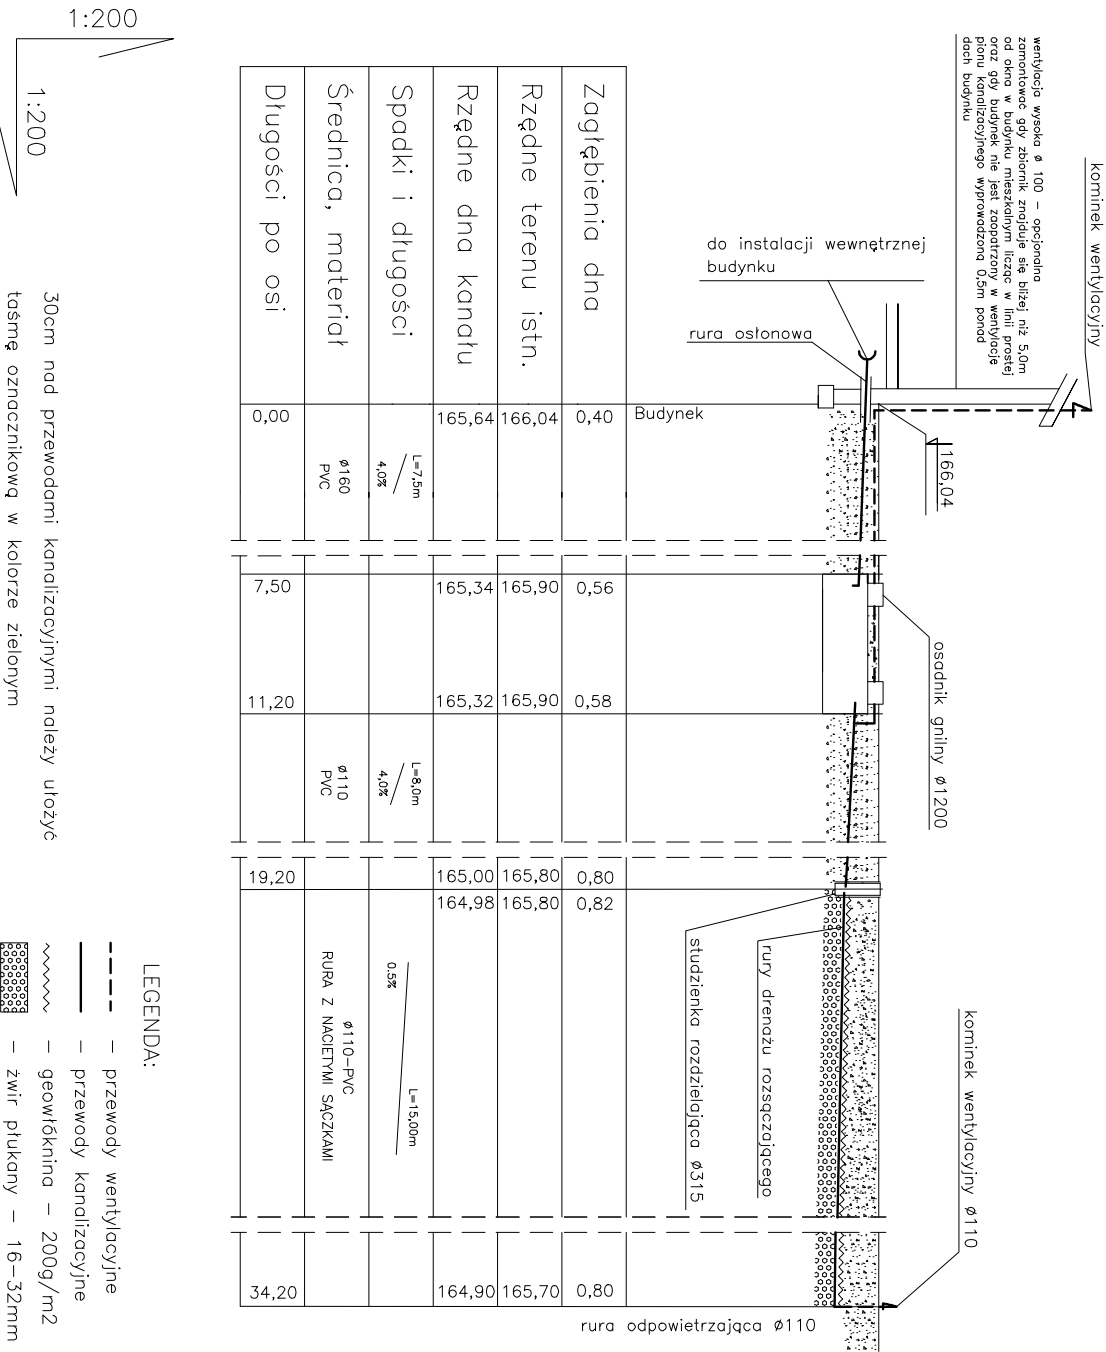 kominek wentylacyjny
wentylacja wysoka ø 100 – opcjonalna
zamontować gdy zbiornik znajduje się bliżej niż 5,0m
od okna w budynku mieszkalnym licząc w linii prostej
oraz gdy budynek nie jest zaopatrzony w wentylację
pionu kanalizacyjnego wyprowadzoną 0,5m ponad
dach budynku
do instalacji wewnętrznej
budynku
rura osłonowa
166,04
osadnik gnilny ø1200
kominek wentylacyjny ø110
rury drenażu rozsączającego
studzienka rozdzielająca ø315
rura odpowietrzająca ø110
Budynek
Zagłębienia dna
0,40
0,56
0,58
0,80
0,82
0,80
Rzędne terenu istn.
166,04
165,90
165,90
165,80
165,80
165,70
Rzędne dna kanału
165,64
165,34
165,32
165,00
164,98
164,90
Spadki i długości
L=7,5m
4,0%
L=8,0m
4,0%
0.5%
L=15,00m
Średnica, materiał
ø160
PVC
ø110
PVC
ø110–PVC
RURA Z NACIĘTYMI SĄCZKAMI
Długości po osi
0,00
7,50
11,20
19,20
34,20
1:200
1:200
30cm nad przewodami kanalizacyjnymi należy ułożyć
taśmę oznacznikową w kolorze zielonym
LEGENDA:
– przewody wentylacyjne
– przewody kanalizacyjne
– geowłóknina – 200g/m2
– żwir płukany – 16–32mm